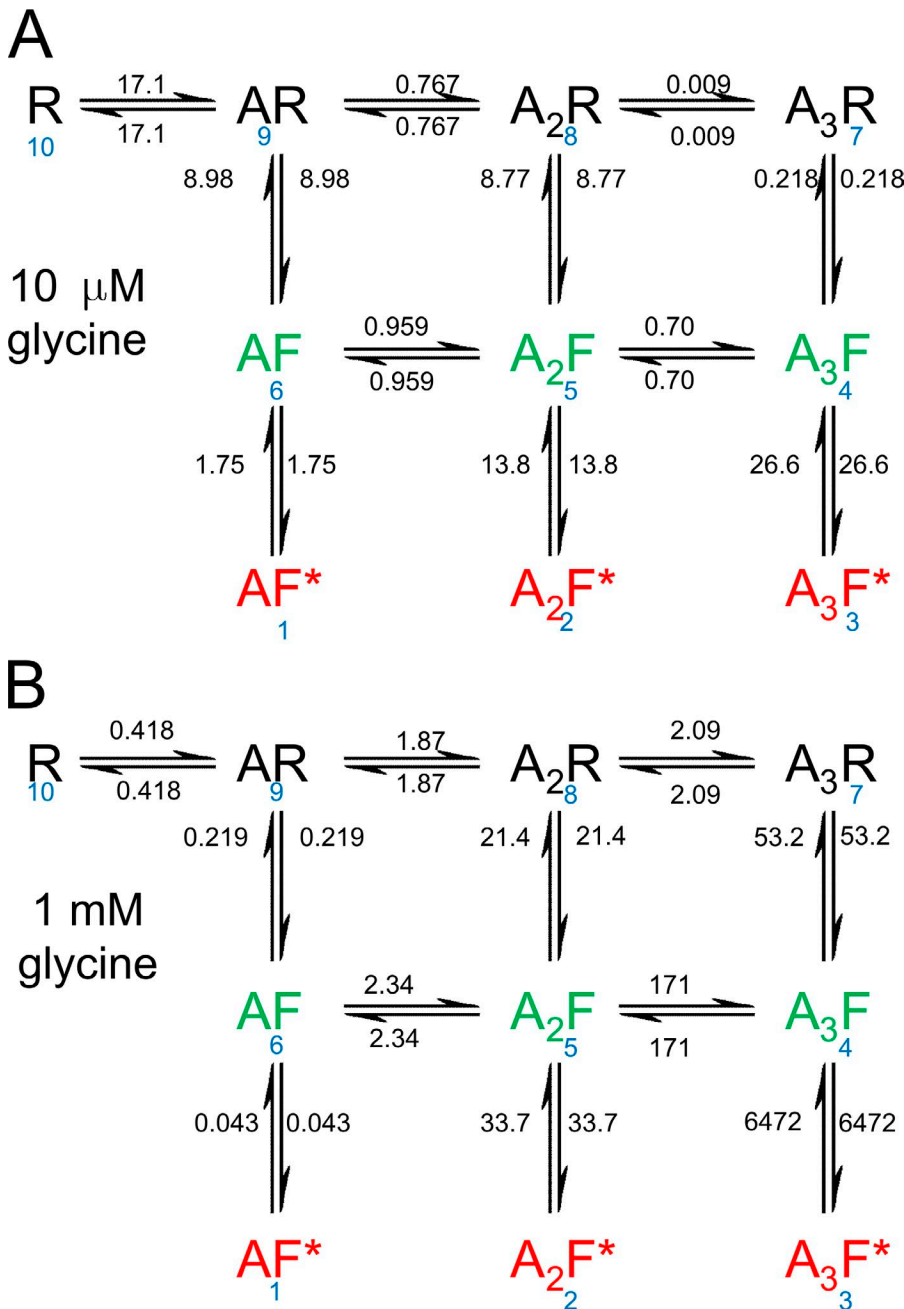 A
17.1 0.767 0.009
R AR A2R A3R
10 9 8 7
17.1 0.767 0.009
8.98 8.98 8.77 8.77 0.218 0.218
10 μM
glycine
0.959 0.70
AF A2F A3F
6 5 4
0.959 0.70
1.75 1.75 13.8 13.8 26.6 26.6
AF* A2F* A3F*
1 2 3
B
0.418 1.87 2.09
R AR A2R A3R
10 9 8 7
0.418 1.87 2.09
0.219 0.219 21.4 21.4 53.2 53.2
1 mM
glycine
2.34 171
AF A2F A3F
6 5 4
2.34 171
0.043 0.043 33.7 33.7 6472 6472
AF* A2F* A3F*
1 2 3